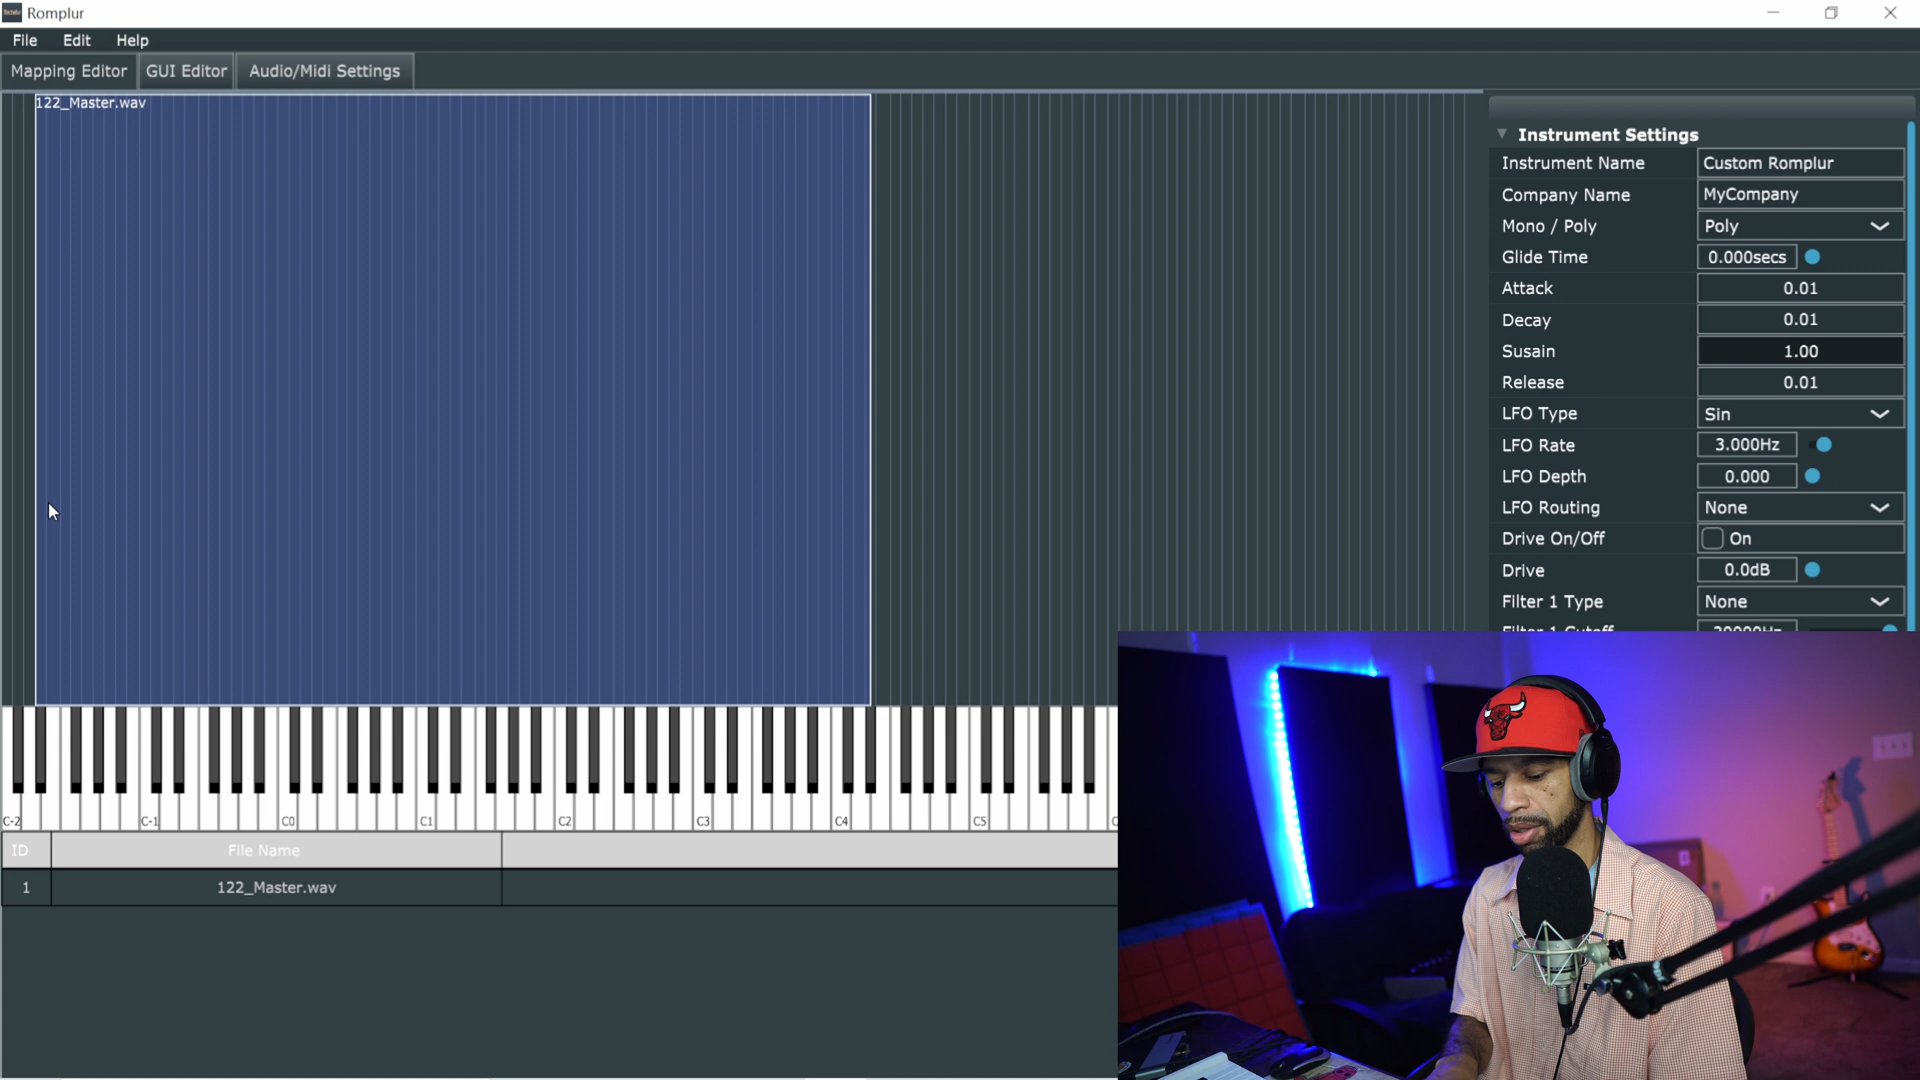 Romplur
File Edit Help
Mapping Editor GUI Editor Audio/Midi Settings
122_Master.wav
Instrument Settings
Instrument Name Custom Romplur
Company Name MyCompany
Mono / Poly Poly
Glide Time 0.000secs
Attack 0.01
Decay 0.01
Susain 1.00
Release 0.01
LFO Type Sin
LFO Rate 3.000Hz
LFO Depth 0.000
LFO Routing None
Drive On/Off On
Drive 0.0dB
Filter 1 Type None
Filter 1 Cutoff 20000Hz
C-2 C-1 C0 C1 C2 C3 C4 C5 C
ID File Name
1 122_Master.wav